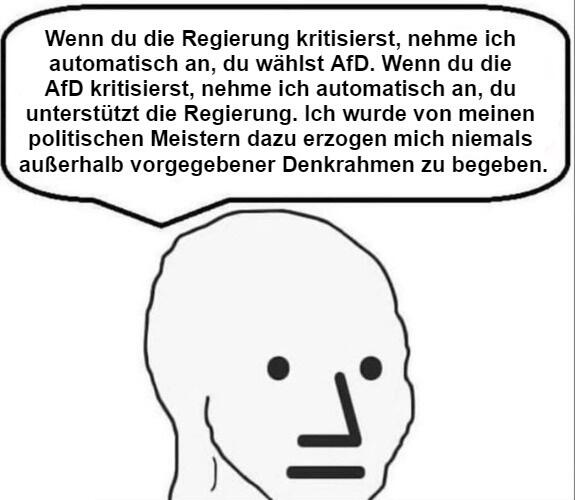 Wenn du die Regierung kritisierst, nehme ich
automatisch an, du wählst AfD. Wenn du die
AfD kritisierst, nehme ich automatisch an, du
unterstützt die Regierung. Ich wurde von meinen
politischen Meistern dazu erzogen mich niemals
außerhalb vorgegebener Denkrahmen zu begeben.